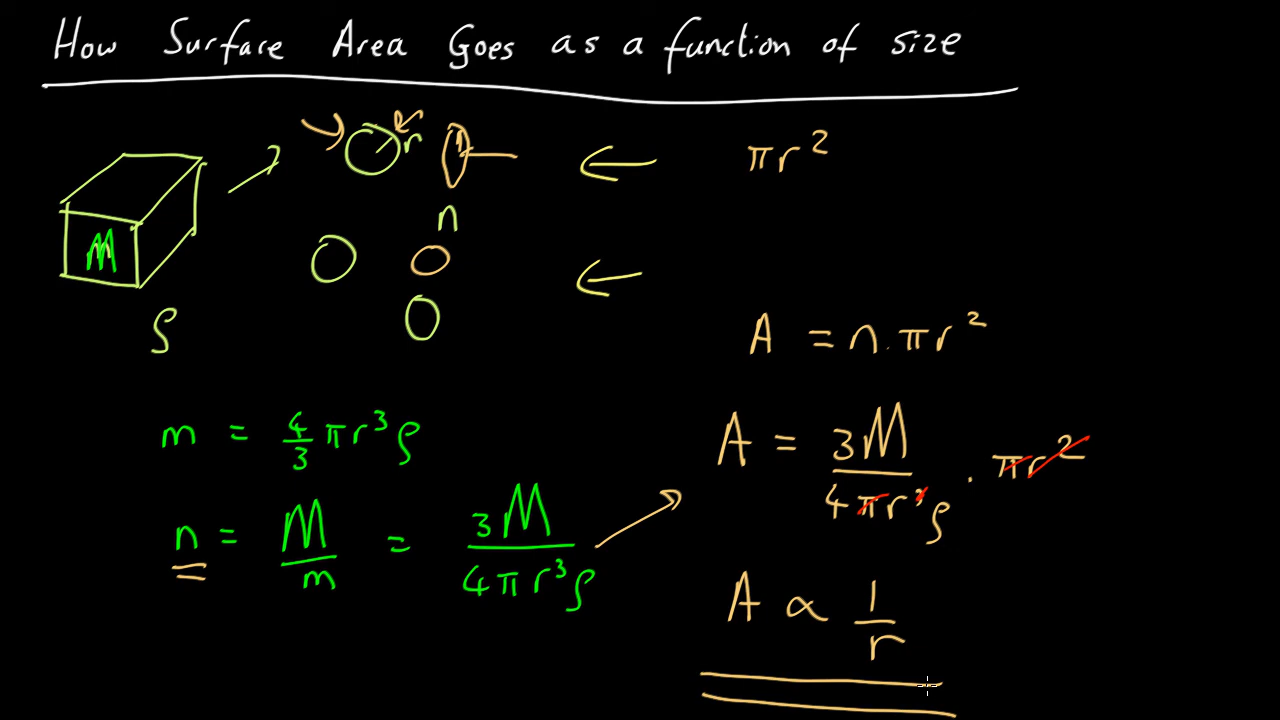 How Surface Area Goes as a function of size
r
πr²
n
M
ρ
A = n.πr²
m = 4/3 πr³ρ
A = 3M/4πr³ρ . πr²
n = M/m = 3M/4πr³ρ
A ∝ 1/r